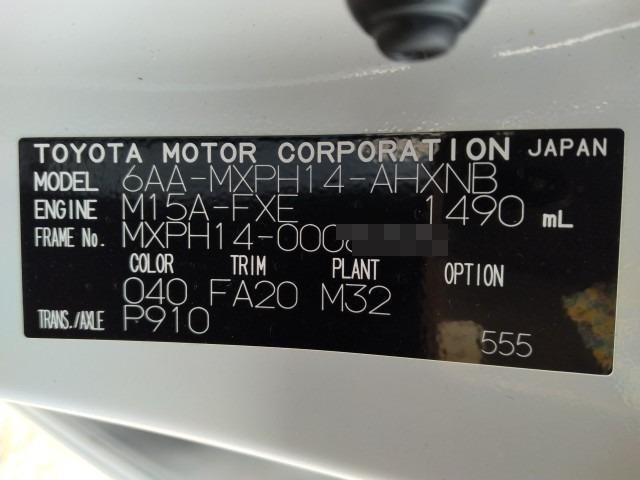 TOYOTA MOTOR CORPORATION JAPAN
MODEL 6AA-MXPH14-AHXNB
ENGINE M15A-FXE 1490 mL
FRAME No. MXPH14-000
COLOR TRIM PLANT OPTION
040 FA20 M32
TRANS./AXLE P910
555